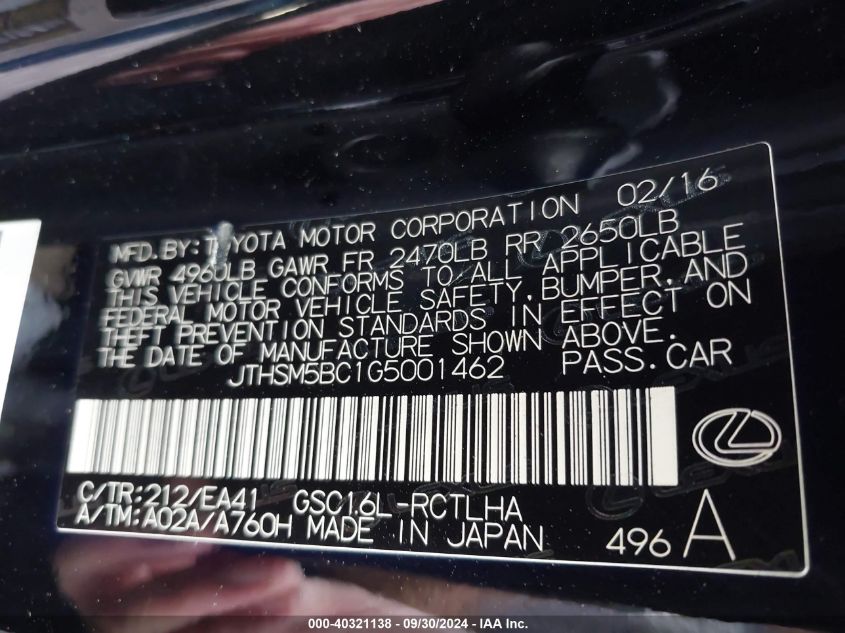 02/16
MFD.BY:TOYOTA MOTOR CORPORATION
GVWR 4960LB GAWR FR 2470LB RR 2650LB
THIS VEHICLE CONFORMS TO ALL APPLICABLE
FEDERAL MOTOR VEHICLE SAFETY,BUMPER,AND
THEFT PREVENTION STANDARDS IN EFFECT ON
THE DATE OF MANUFACTURE SHOWN ABOVE.
JTHSM5BC1G5001462 PASS.CAR
C/TR:212/EA41 GSC1.6L-RCTLHA
A/TM:A02A/A760H MADE IN JAPAN 496 A
000-40321138 - 09/30/2024 - IAA Inc.